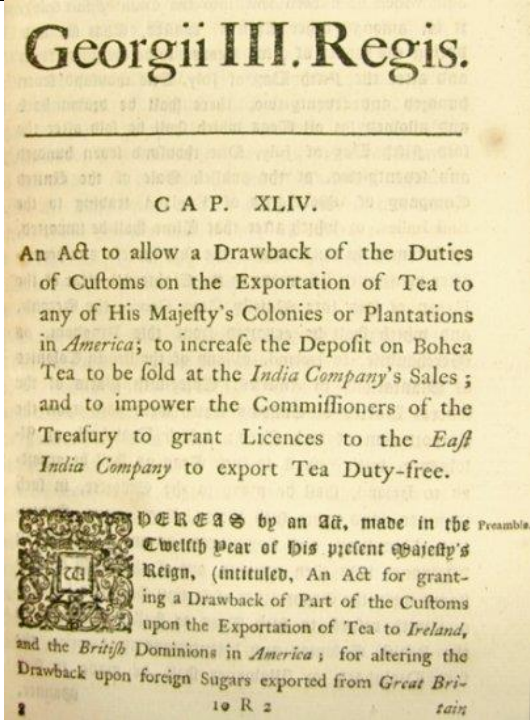 Georgii III. Regis.
CAP. XLIV.
An Act to allow a Drawback of the Duties
of Cuſtoms on the Exportation of Tea to
any of His Majeſty's Colonies or Plantations
in America; to increaſe the Depoſit on Bohea
Tea to be ſold at the India Company's Sales;
and to impower the Commiſſioners of the
Treaſury to grant Licences to the Eaſt
India Company to export Tea Duty-free.
WHEREAS by an Act, made in the Preamble.
Twelfth Year of His preſent Majeſty's
Reign, (intituled, An Act for grant-
ing a Drawback of Part of the Cuſtoms
upon the Exportation of Tea to Ireland,
and the Britiſh Dominions in America; for altering the
Drawback upon foreign Sugars exported from Great Bri-
10 R 2 tain